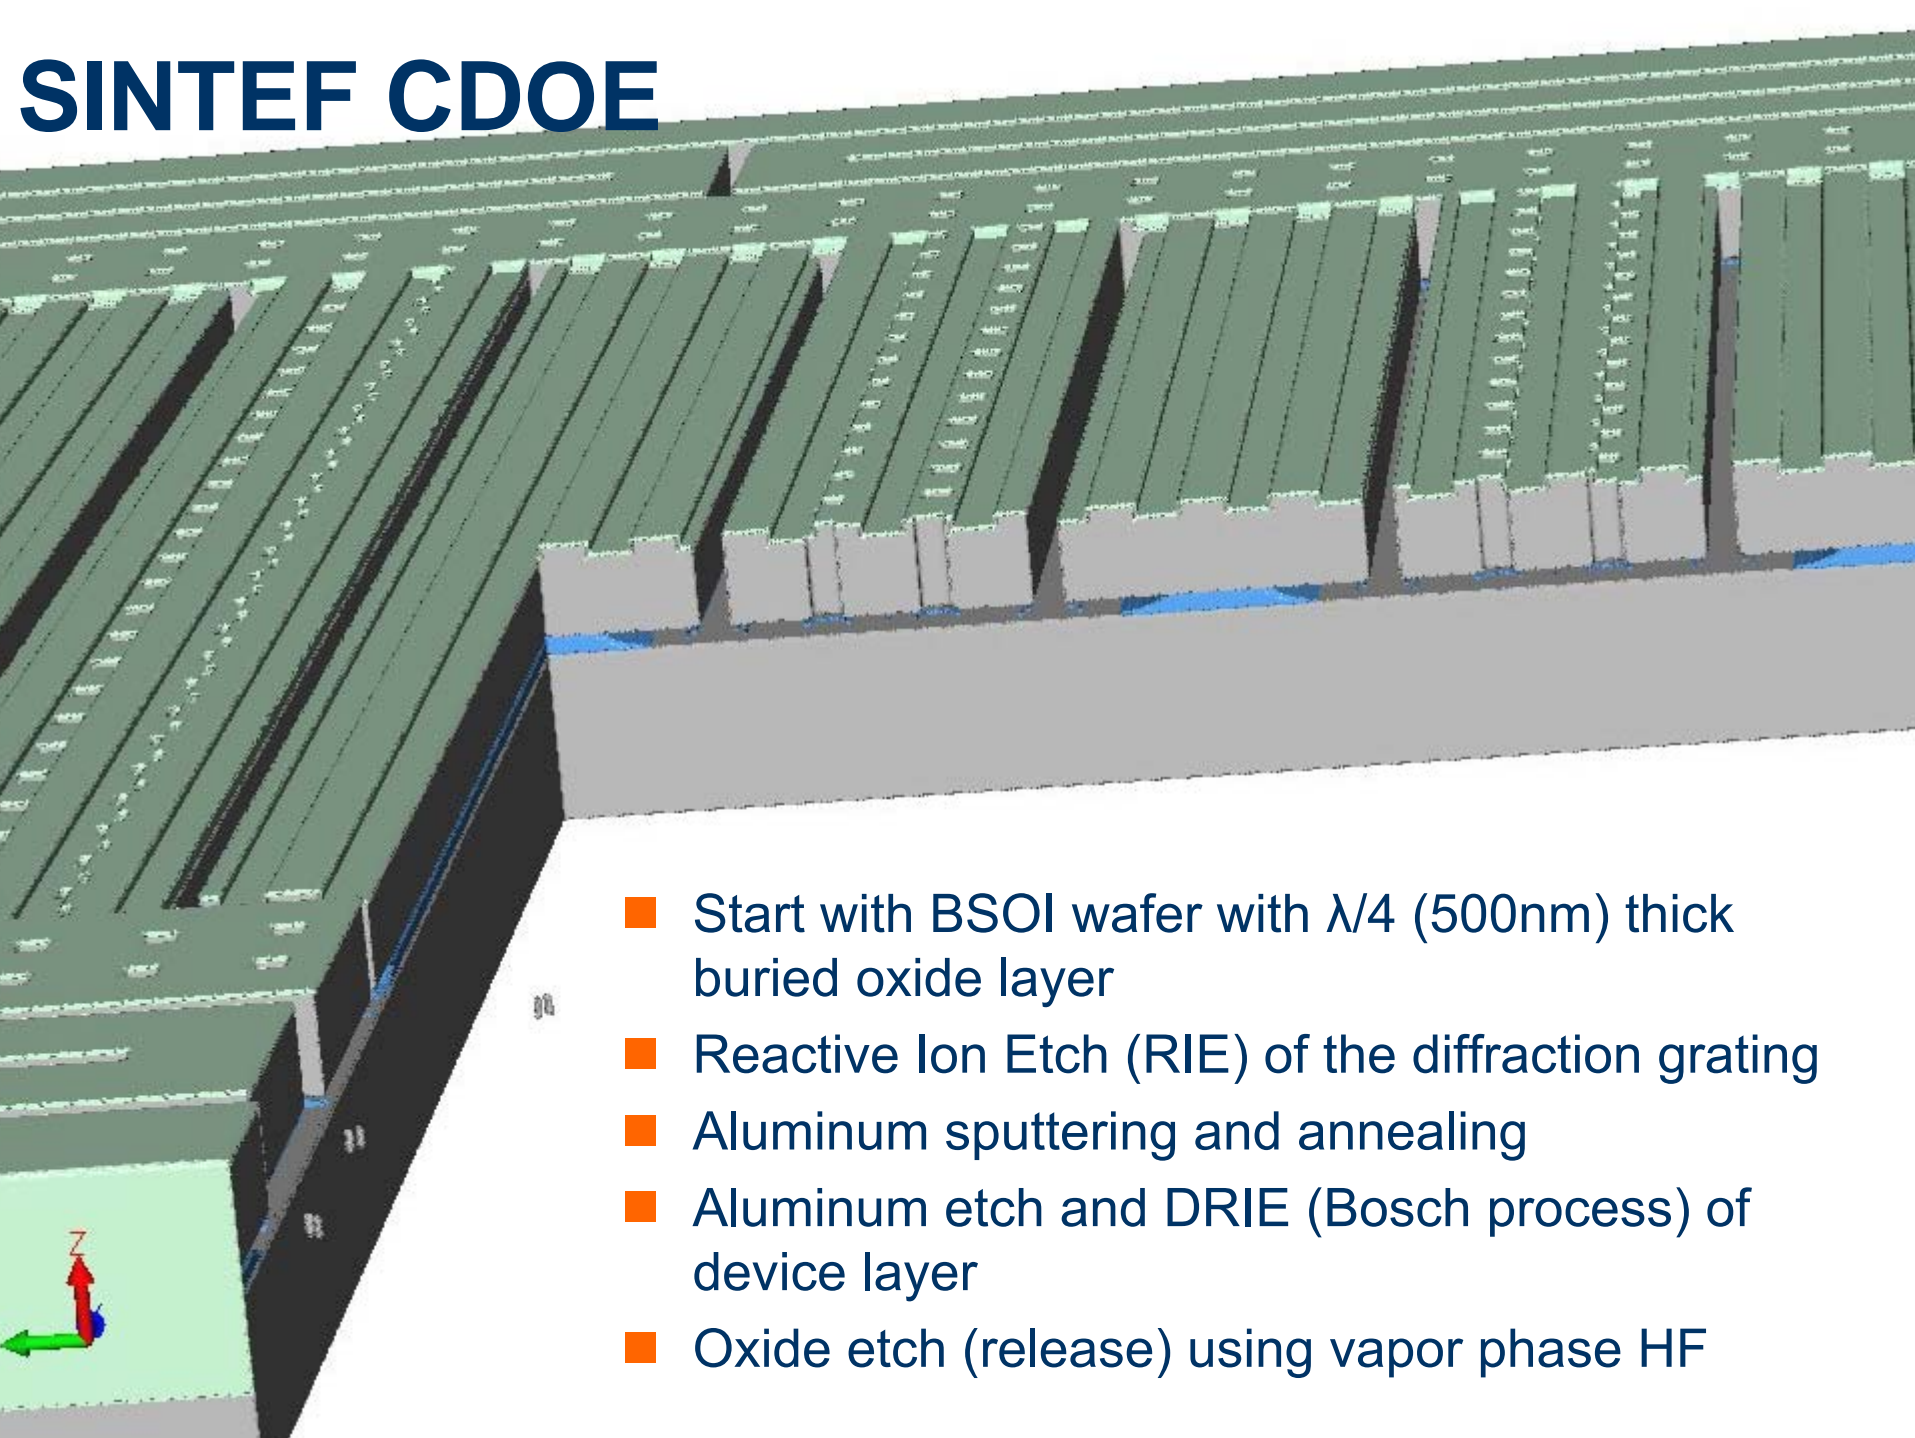 SINTEF CDOE
Start with BSOI wafer with λ/4 (500nm) thick
buried oxide layer
Reactive Ion Etch (RIE) of the diffraction grating
Aluminum sputtering and annealing
Aluminum etch and DRIE (Bosch process) of
device layer
Oxide etch (release) using vapor phase HF
Z